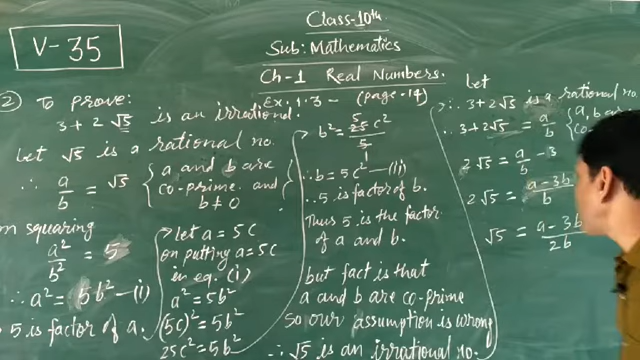 V-35
Class-10th.
Sub: Mathematics
Ch-1 Real Numbers.
Ex. 1.3 - (page-14)
2) To prove:
3+2√5 is an irrational.
Let √5 is a rational no.
∴ a/b = √5 { a and b are co-prime and b≠0
on squaring
a²/b² = 5
∴ a² = 5b² —(i)
5 is factor of a.
let a = 5c
on putting a=5c
in eq. (i)
a² = 5b²
(5c)² = 5b²
25c² = 5b²
b² = 25c²/5
5
1
∴ b = 5c² —(ii)
∴ 5 is factor of b.
Thus 5 is the factor
of a and b.
but fact is that
a and b are co-prime
So our assumption is wrong
∴ √5 is an irrational no.
Let
∴ 3+2√5 is a rational no.
∴ 3+2√5 = a/b { a, b are
2√5 = a/b - 3
2√5 = a-3b/b
√5 = a-3b/2b